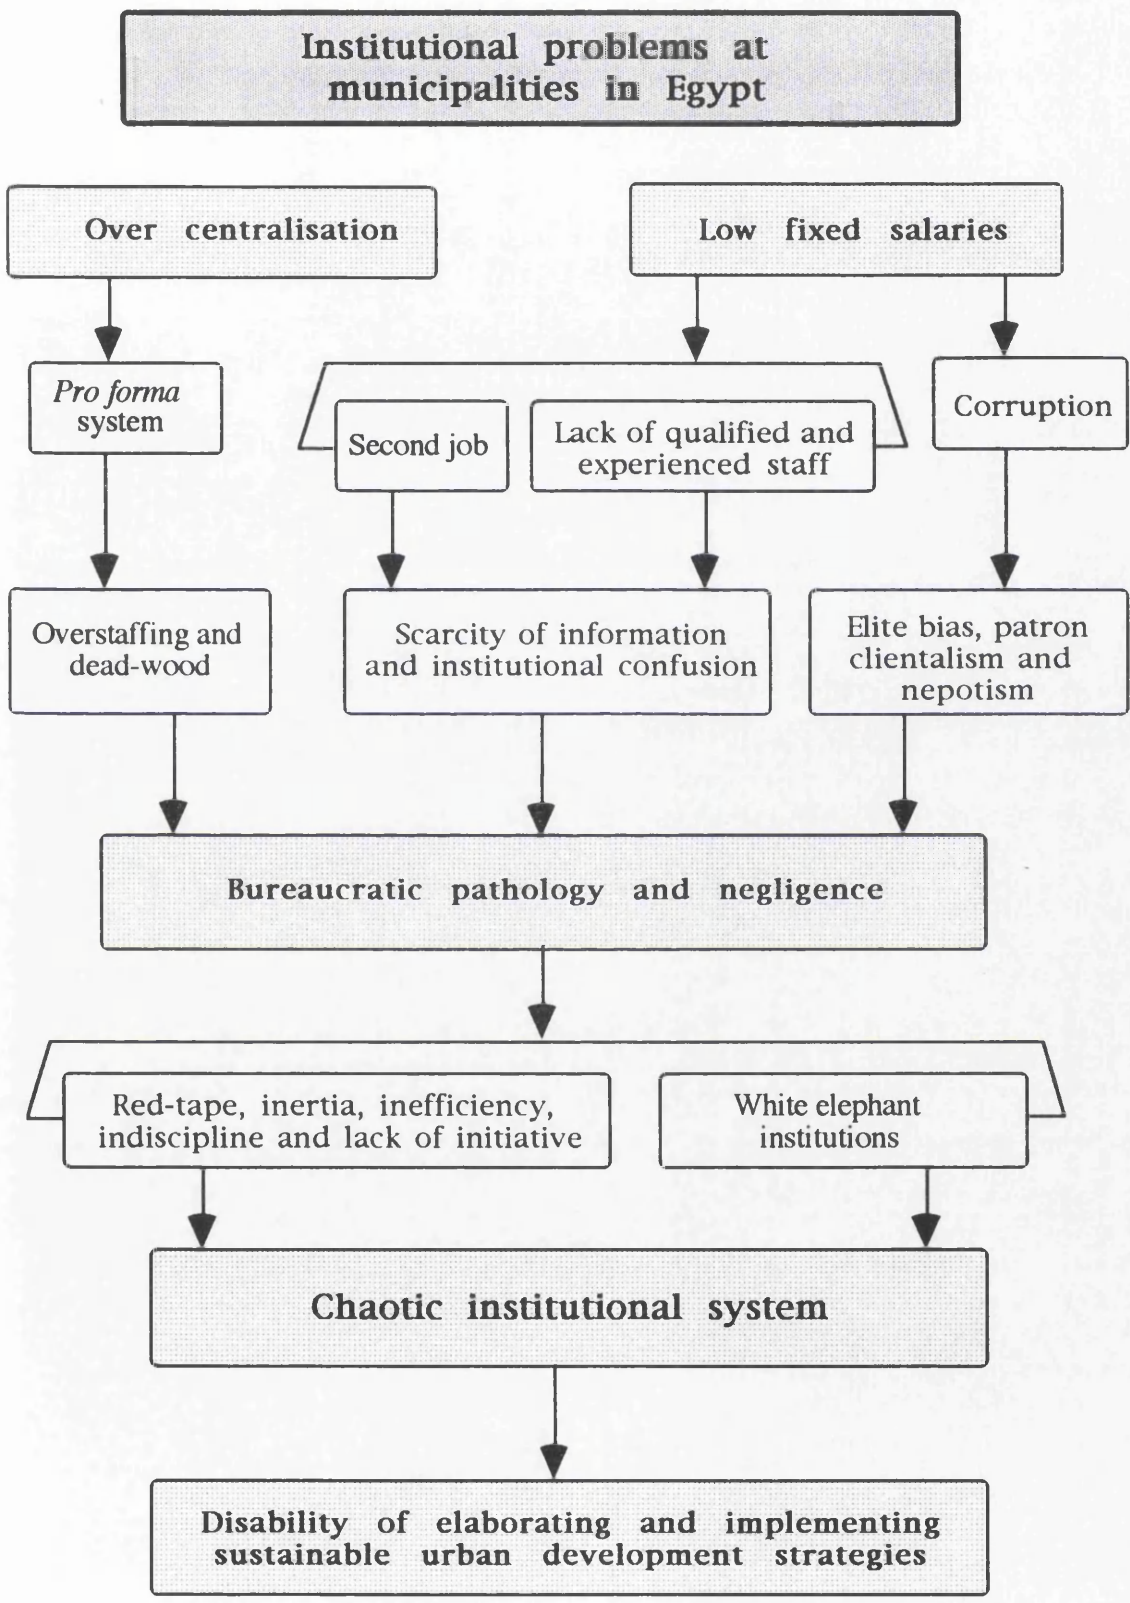 Institutional problems at
municipalities in Egypt
Over centralisation
Low fixed salaries
Pro forma
system
Second job
Lack of qualified and
experienced staff
Corruption
Overstaffing and
dead-wood
Scarcity of information
and institutional confusion
Elite bias, patron
clientalism and
nepotism
Bureaucratic pathology and negligence
Red-tape, inertia, inefficiency,
indiscipline and lack of initiative
White elephant
institutions
Chaotic institutional system
Disability of elaborating and implementing
sustainable urban development strategies